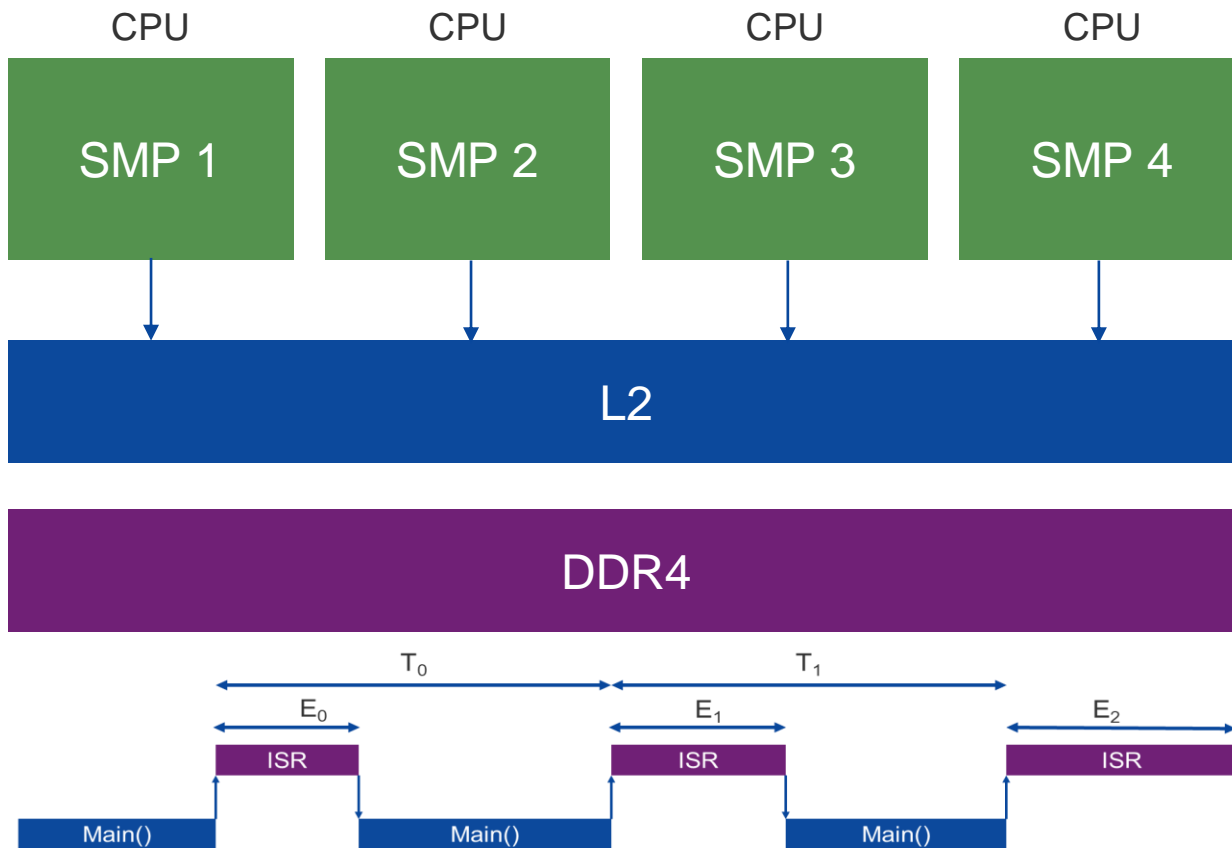 CPU CPU CPU CPU
SMP 1 SMP 2 SMP 3 SMP 4
L2
DDR4
T0 T1
E0 E1 E2
ISR ISR ISR
Main() Main() Main()